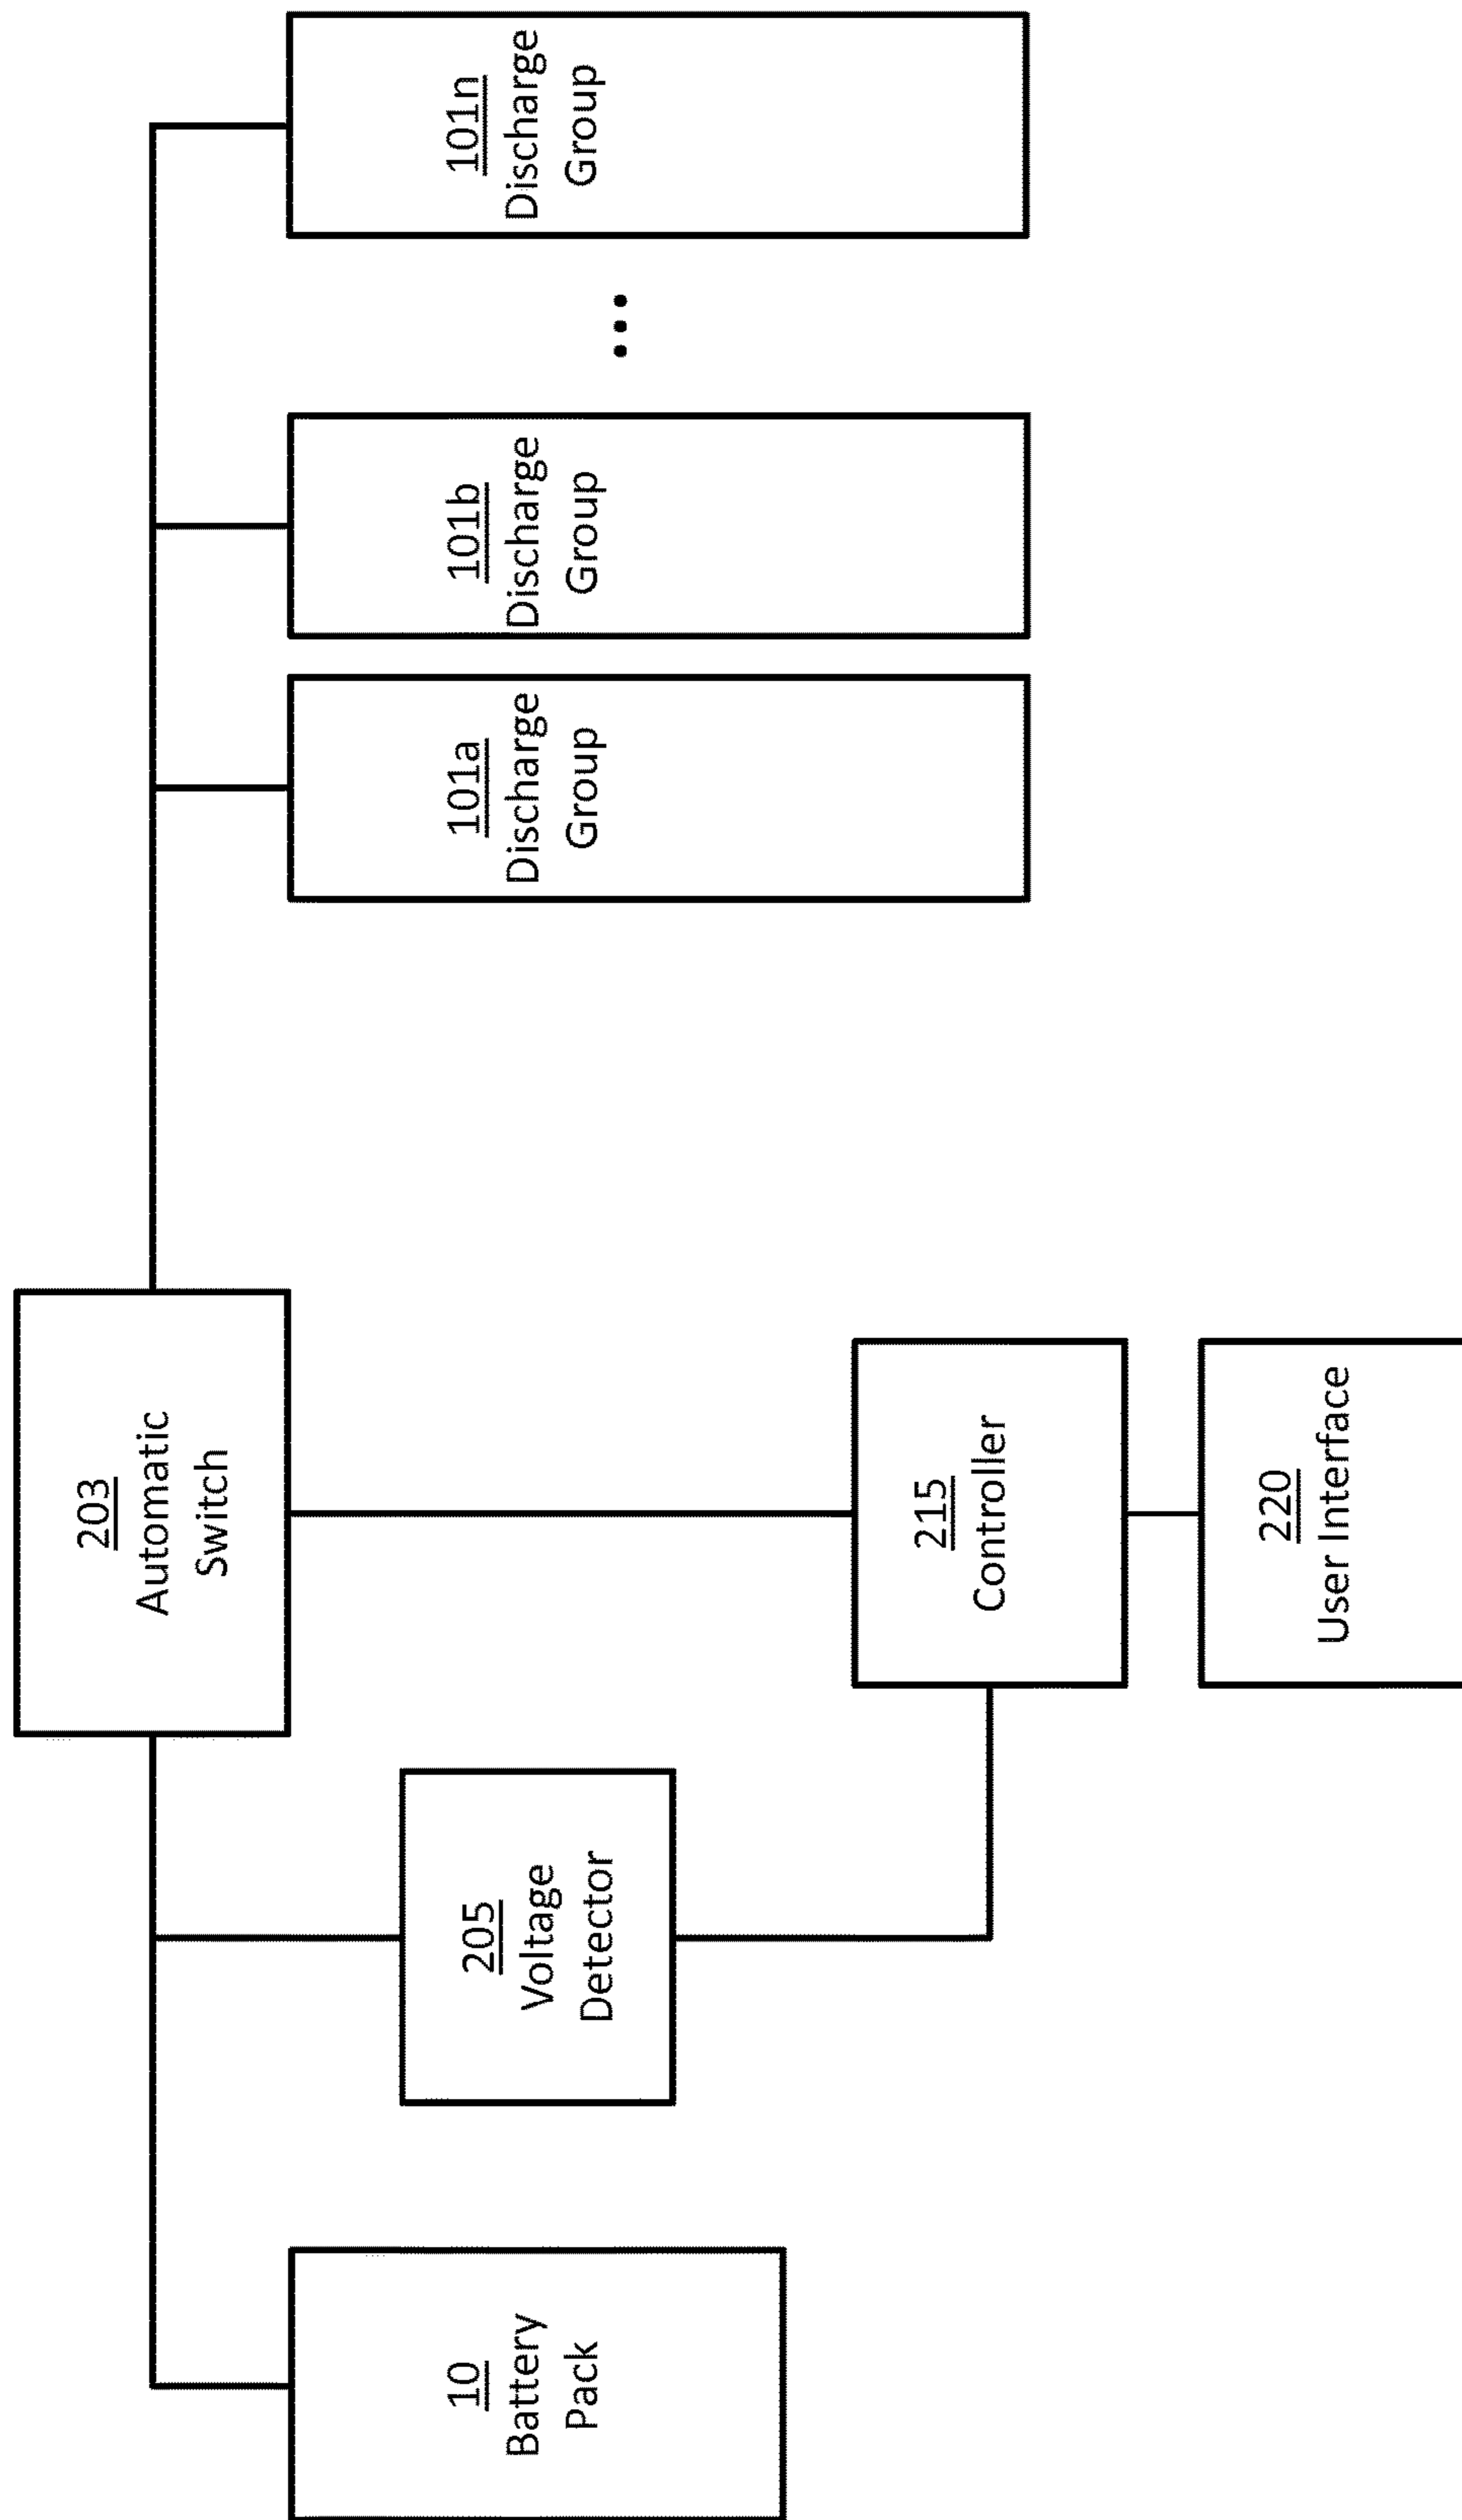 10
Battery
Pack
205
Voltage
Detector
203
Automatic
Switch
215
Controller
220
User Interface
101a
Discharge
Group
101b
Discharge
Group
...
101n
Discharge
Group